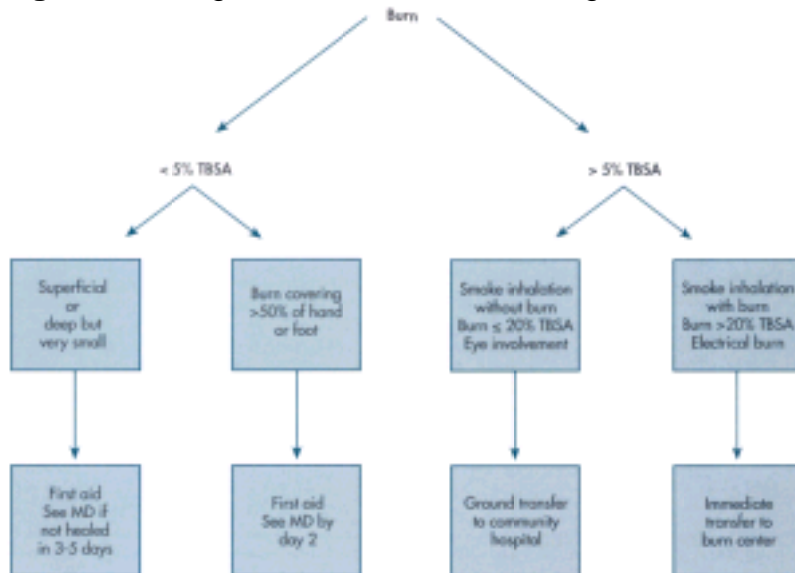 Burn
< 5% TBSA
> 5% TBSA
Superficial
or
deep but
very small
Burn covering
>50% of hand
or foot
Smoke inhalation
without burn
Burn ≤ 20% TBSA
Eye involvement
Smoke inhalation
with burn
Burn >20% TBSA
Electrical burn
First aid
See MD if
not healed
in 3-5 days
First aid
See MD by
day 2
Ground transfer
to community
hospital
Immediate
transfer to
burn center